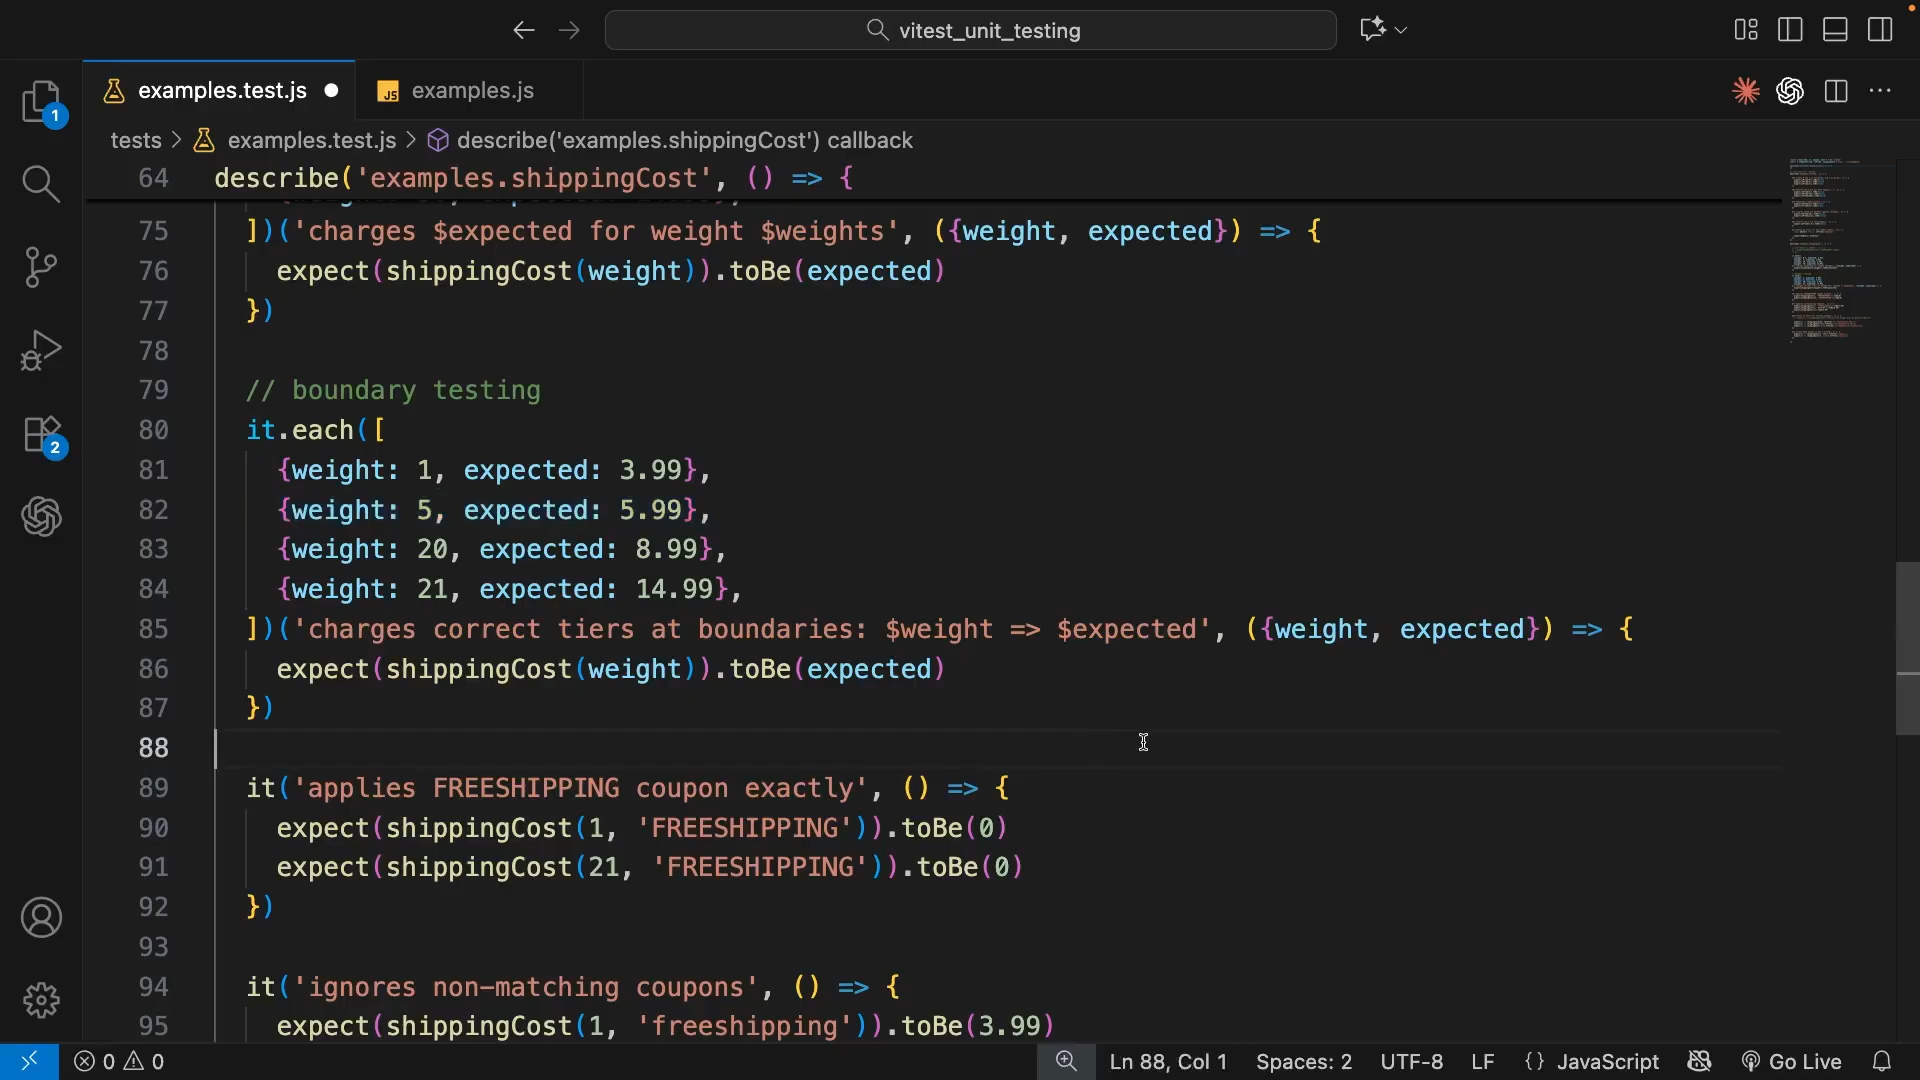 vitest_unit_testing
examples.test.js
JS examples.js
1
tests > examples.test.js > describe('examples.shippingCost') callback
64 describe('examples.shippingCost', () => {
75 ])('charges $expected for weight $weights', ({weight, expected}) => {
76 expect(shippingCost(weight)).toBe(expected)
77 })
78
79 // boundary testing
80 it.each([
2
81 {weight: 1, expected: 3.99},
82 {weight: 5, expected: 5.99},
83 {weight: 20, expected: 8.99},
84 {weight: 21, expected: 14.99},
85 ])('charges correct tiers at boundaries: $weight => $expected', ({weight, expected}) => {
86 expect(shippingCost(weight)).toBe(expected)
87 })
88
89 it('applies FREESHIPPING coupon exactly', () => {
90 expect(shippingCost(1, 'FREESHIPPING')).toBe(0)
91 expect(shippingCost(21, 'FREESHIPPING')).toBe(0)
92 })
93
94 it('ignores non-matching coupons', () => {
95 expect(shippingCost(1, 'freeshipping')).toBe(3.99)
0 0 Ln 88, Col 1 Spaces: 2 UTF-8 LF {} JavaScript Go Live